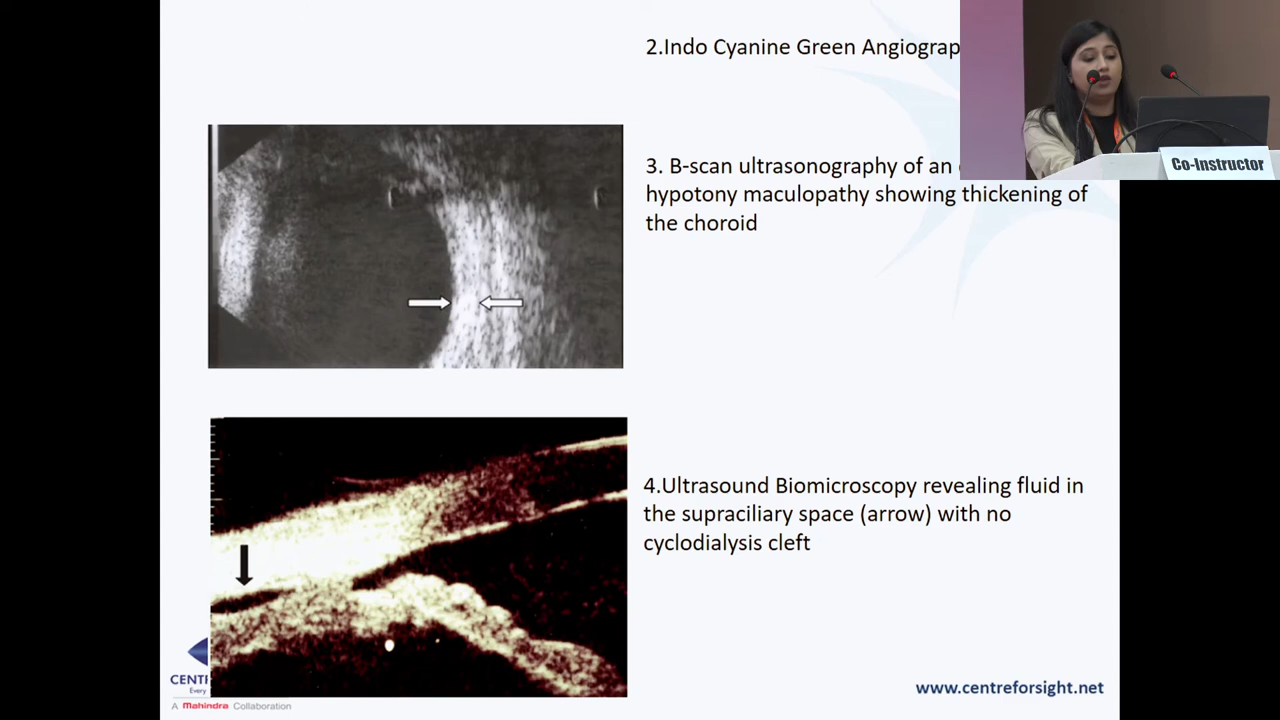 2.Indo Cyanine Green
3. B-scan ultrasonography of an
hypotony maculopathy showing thickening of
the choroid
Co-Instructor
4.Ultrasound Biomicroscopy revealing fluid in
the supraciliary space (arrow) with no
cyclodialysis cleft
Every
A Mahindra Collaboration
www.centreforsight.net